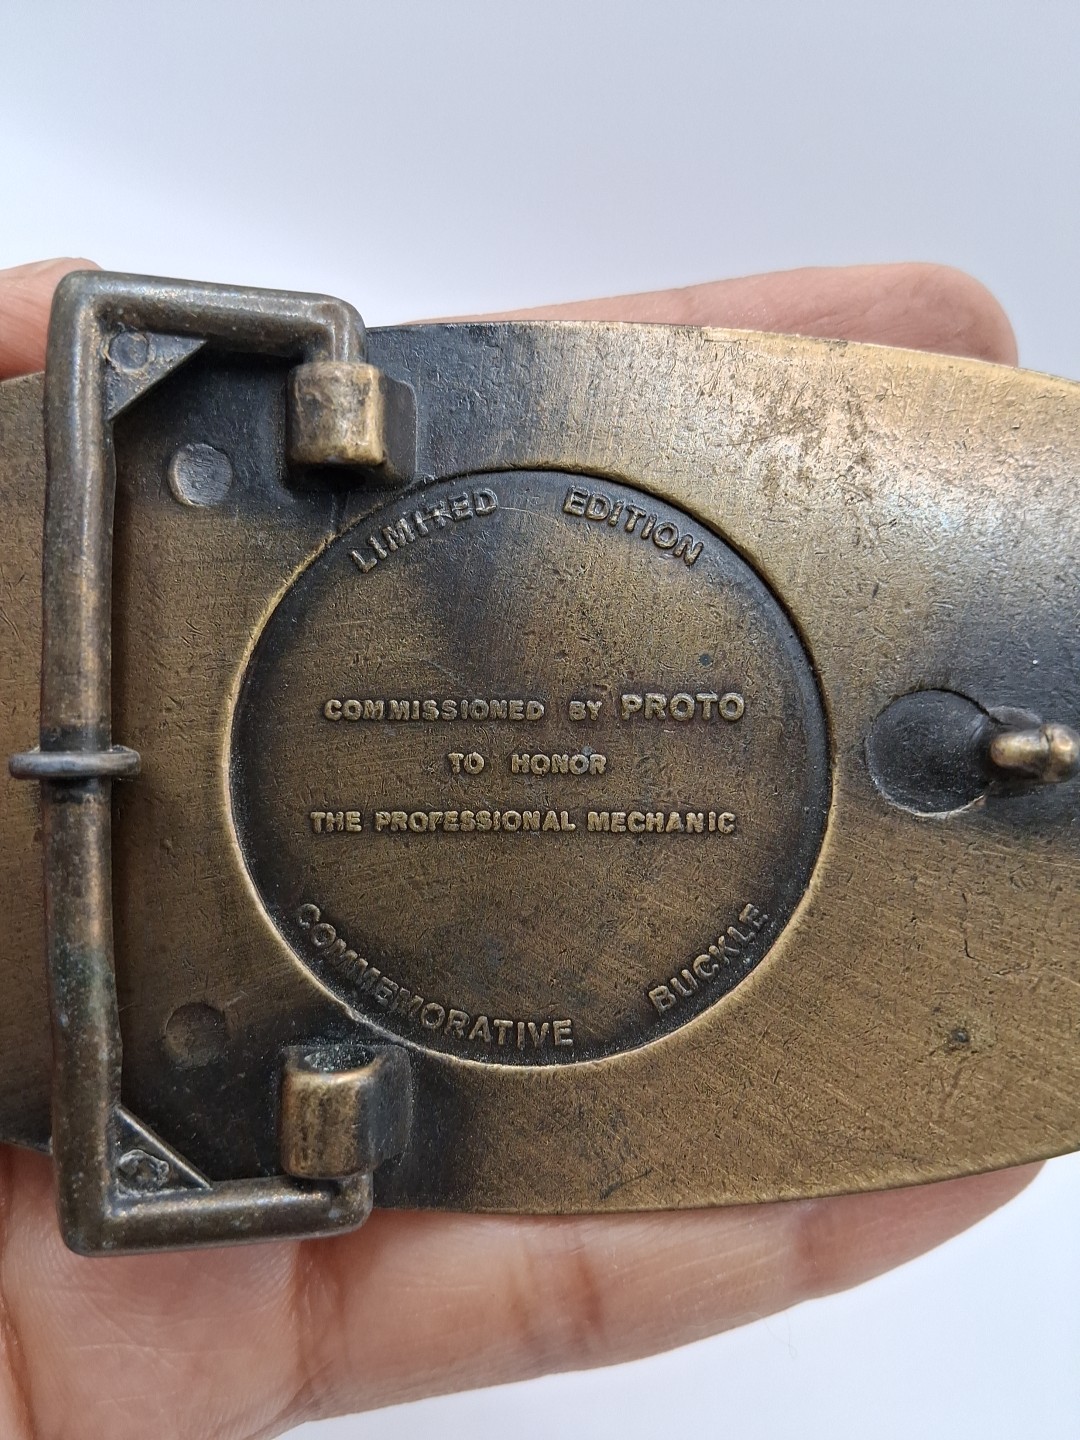 LIMITED EDITION
COMMISSIONED BY PROTO
TO HONOR
THE PROFESSIONAL MECHANIC
COMMEMORATIVE BUCKLE